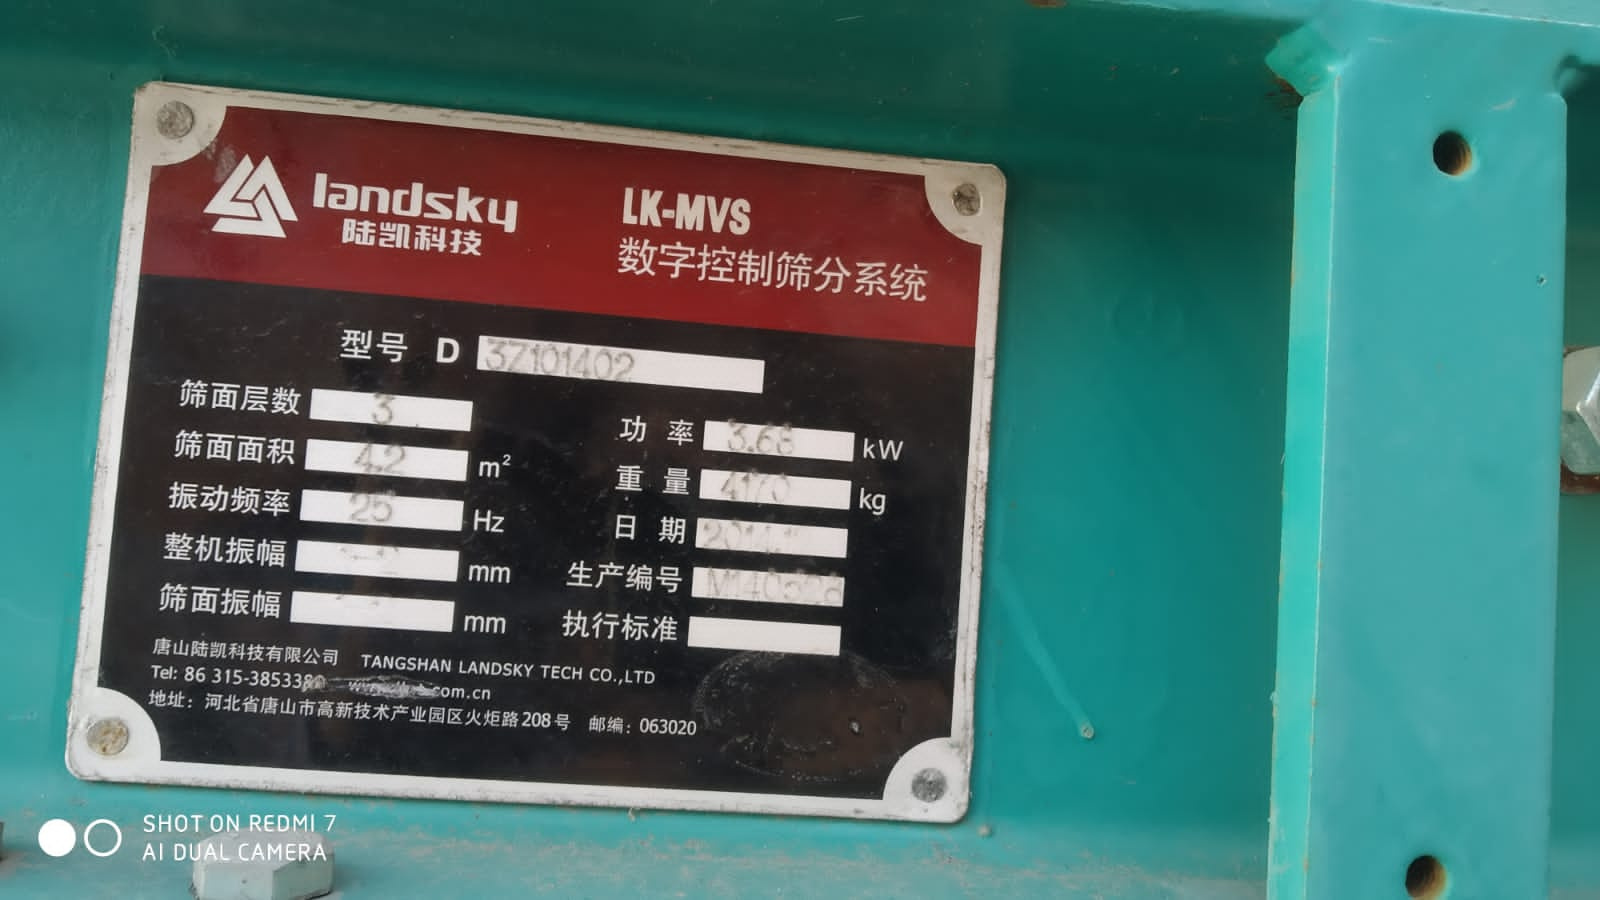 landsky
陆凯科技
LK-MVS
数字控制筛分系统
型号 D 3Z101402
筛面层数 3
筛面面积 4.2 m²
振动频率 25 Hz
整机振幅 mm
筛面振幅 mm
功率 3.68 kW
重量 4170 kg
日期
生产编号
执行标准
唐山陆凯科技有限公司 TANGSHAN LANDSKY TECH CO.,LTD
Tel: 86 315-385338 .com.cn
地址：河北省唐山市高新技术产业园区火炬路208号 邮编：063020
SHOT ON REDMI 7
AI DUAL CAMERA